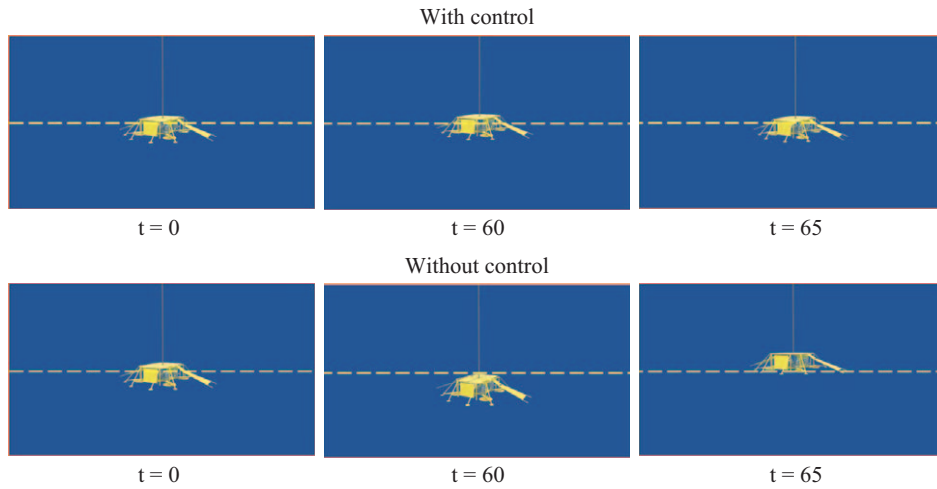 With control
t = 0
t = 60
t = 65
Without control
t = 0
t = 60
t = 65